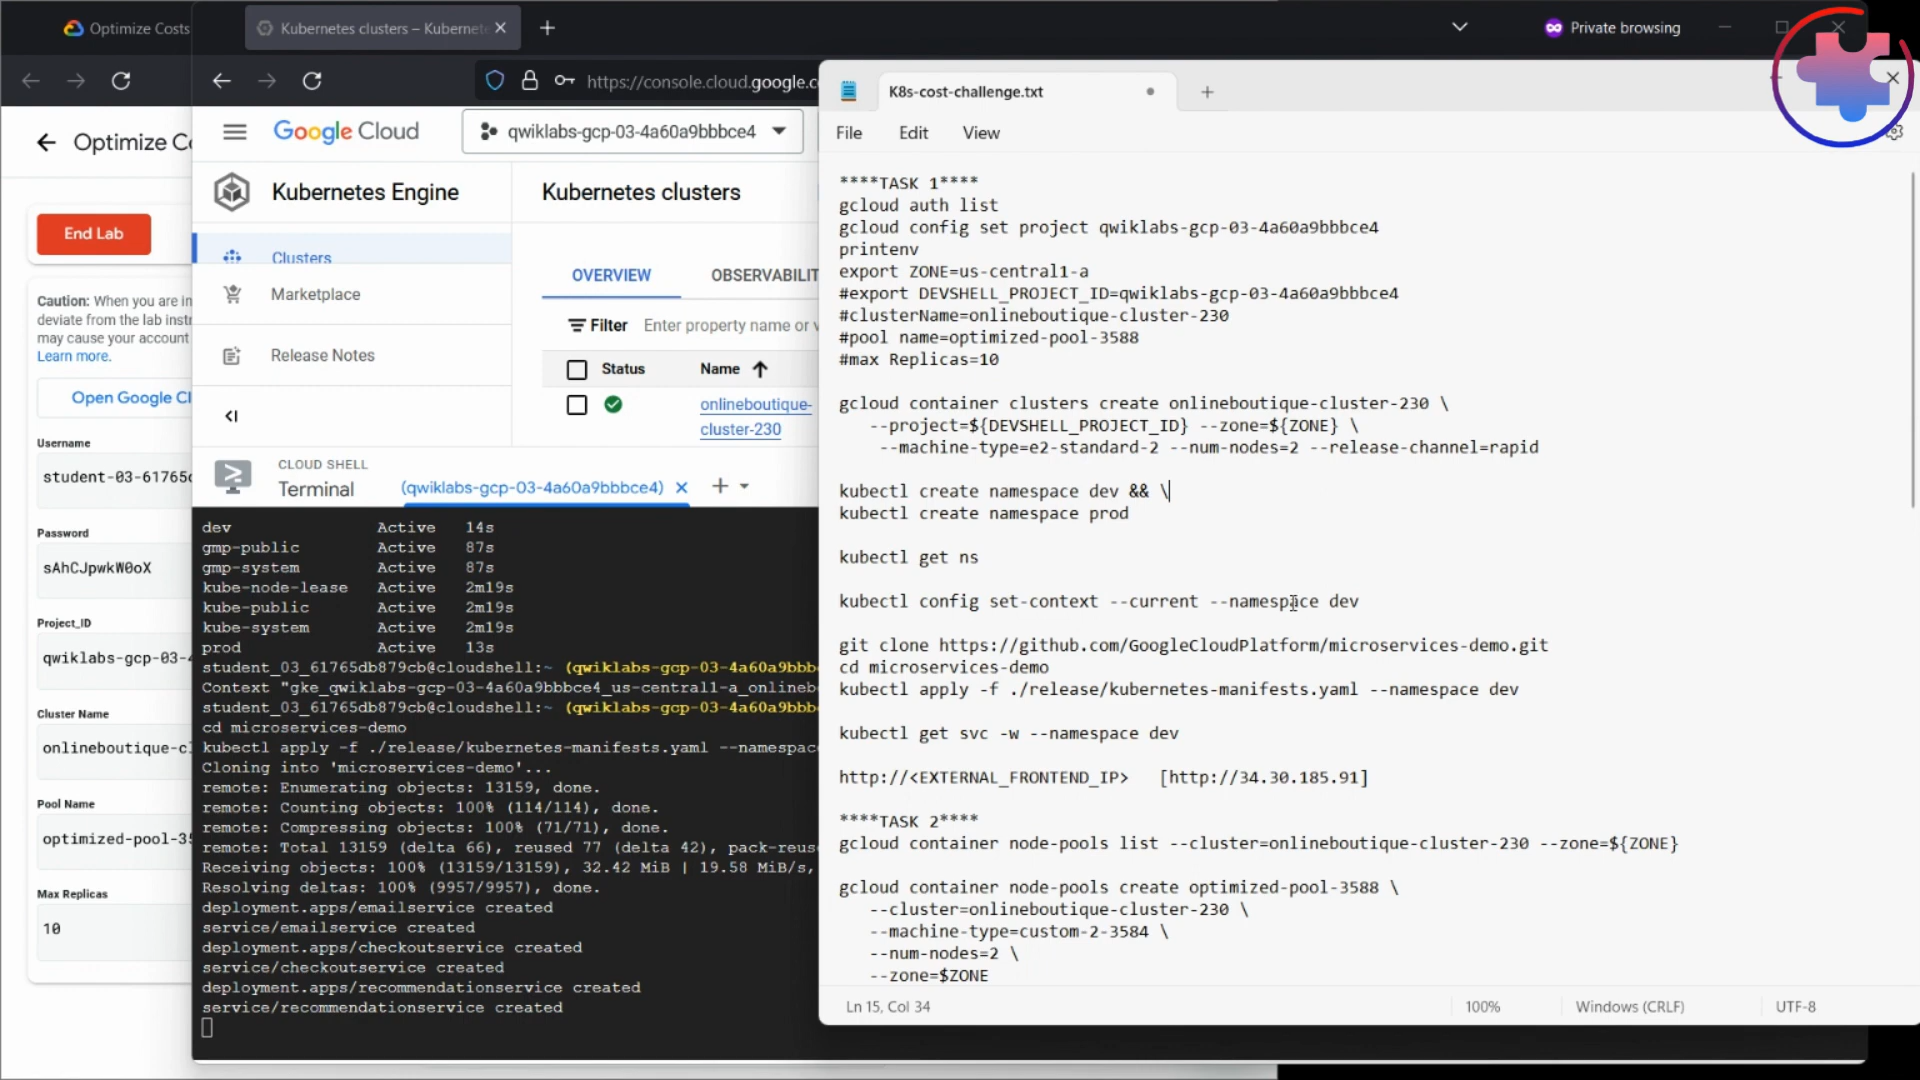 Optimize Costs
Kubernetes clusters – Kubernete
Private browsing
https://console.cloud.google.c
Optimize Co
End Lab
Caution: When you are in
deviate from the lab instr
may cause your account
Learn more.
Open Google Cl
Username
student-03-61765d
Password
sAhCJpwkW0oX
Project_ID
qwiklabs-gcp-03-4
Cluster Name
onlineboutique-cl
Pool Name
optimized-pool-35
Max Replicas
10
Google Cloud
qwiklabs-gcp-03-4a60a9bbbce4
Kubernetes Engine
Kubernetes clusters
Clusters
Marketplace
Release Notes
OVERVIEW
OBSERVABILIT
Filter Enter property name or v
Status Name
onlineboutique-
cluster-230
CLOUD SHELL
Terminal
(qwiklabs-gcp-03-4a60a9bbbce4)
dev Active 14s
gmp-public Active 87s
gmp-system Active 87s
kube-node-lease Active 2m19s
kube-public Active 2m19s
kube-system Active 2m19s
prod Active 13s
student_03_61765db879cb@cloudshell:~ (qwiklabs-gcp-03-4a60a9bbb
Context "gke_qwiklabs-gcp-03-4a60a9bbbce4_us-central1-a_onlineb
student_03_61765db879cb@cloudshell:~ (qwiklabs-gcp-03-4a60a9bbb
cd microservices-demo
kubectl apply -f ./release/kubernetes-manifests.yaml --namespac
Cloning into 'microservices-demo'...
remote: Enumerating objects: 13159, done.
remote: Counting objects: 100% (114/114), done.
remote: Compressing objects: 100% (71/71), done.
remote: Total 13159 (delta 66), reused 77 (delta 42), pack-reus
Receiving objects: 100% (13159/13159), 32.42 MiB | 19.58 MiB/s,
Resolving deltas: 100% (9957/9957), done.
deployment.apps/emailservice created
service/emailservice created
deployment.apps/checkoutservice created
service/checkoutservice created
deployment.apps/recommendationservice created
service/recommendationservice created
K8s-cost-challenge.txt
File Edit View
****TASK 1****
gcloud auth list
gcloud config set project qwiklabs-gcp-03-4a60a9bbbce4
printenv
export ZONE=us-central1-a
#export DEVSHELL_PROJECT_ID=qwiklabs-gcp-03-4a60a9bbbce4
#clusterName=onlineboutique-cluster-230
#pool name=optimized-pool-3588
#max Replicas=10
gcloud container clusters create onlineboutique-cluster-230 \
--project=${DEVSHELL_PROJECT_ID} --zone=${ZONE} \
--machine-type=e2-standard-2 --num-nodes=2 --release-channel=rapid
kubectl create namespace dev && \
kubectl create namespace prod
kubectl get ns
kubectl config set-context --current --namespace dev
git clone https://github.com/GoogleCloudPlatform/microservices-demo.git
cd microservices-demo
kubectl apply -f ./release/kubernetes-manifests.yaml --namespace dev
kubectl get svc -w --namespace dev
http://<EXTERNAL_FRONTEND_IP> [http://34.30.185.91]
****TASK 2****
gcloud container node-pools list --cluster=onlineboutique-cluster-230 --zone=${ZONE}
gcloud container node-pools create optimized-pool-3588 \
--cluster=onlineboutique-cluster-230 \
--machine-type=custom-2-3584 \
--num-nodes=2 \
--zone=$ZONE
Ln 15, Col 34
100%
Windows (CRLF)
UTF-8